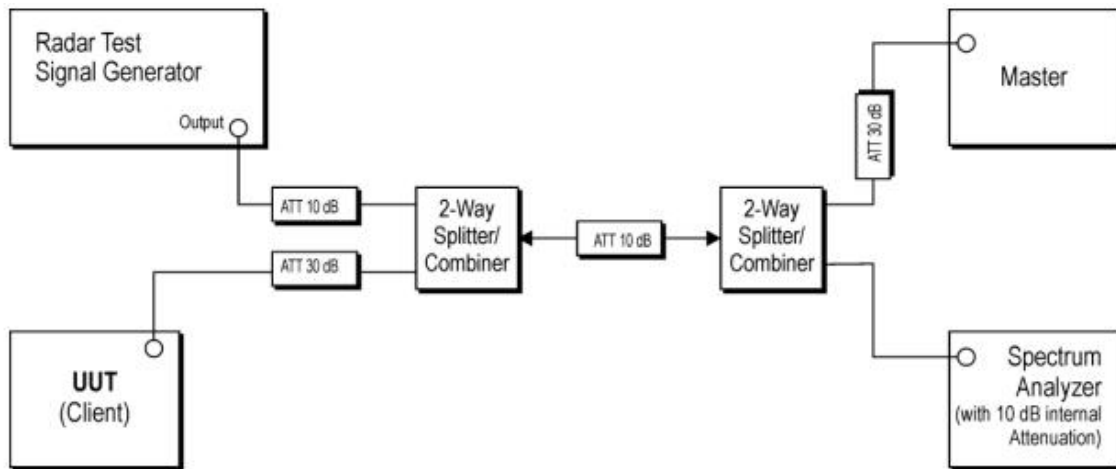 Radar Test
Signal Generator
Output
ATT 10 dB
ATT 30 dB
UUT
(Client)
2-Way
Splitter/
Combiner
ATT 10 dB
2-Way
Splitter/
Combiner
ATT 30 dB
Master
Spectrum
Analyzer
(with 10 dB internal
Attenuation)